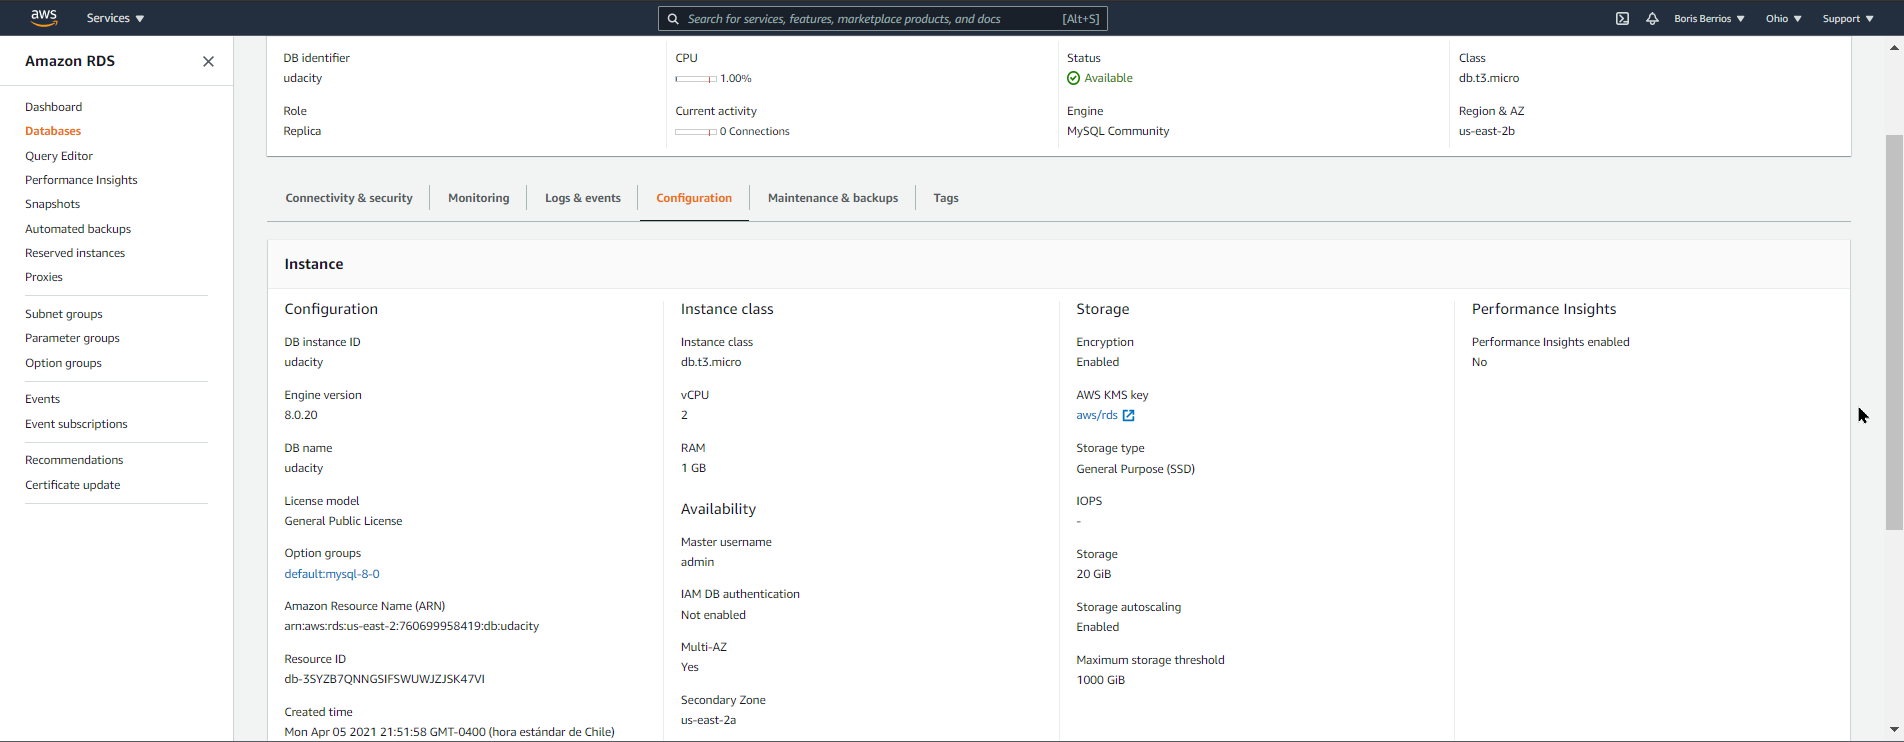 aws
Services
Search for services, features, marketplace products, and docs
[Alt+S]
Boris Berrios
Ohio
Support
Amazon RDS
Dashboard
Databases
Query Editor
Performance Insights
Snapshots
Automated backups
Reserved instances
Proxies
Subnet groups
Parameter groups
Option groups
Events
Event subscriptions
Recommendations
Certificate update
DB identifier
udacity
CPU
1.00%
Status
Available
Class
db.t3.micro
Role
Replica
Current activity
0 Connections
Engine
MySQL Community
Region & AZ
us-east-2b
Connectivity & security
Monitoring
Logs & events
Configuration
Maintenance & backups
Tags
Instance
Configuration
DB instance ID
udacity
Engine version
8.0.20
DB name
udacity
License model
General Public License
Option groups
default:mysql-8-0
Amazon Resource Name (ARN)
arn:aws:rds:us-east-2:760699958419:db:udacity
Resource ID
db-3SYZB7QNNGSIFSWUWJZJSK47VI
Created time
Mon Apr 05 2021 21:51:58 GMT-0400 (hora estándar de Chile)
Instance class
Instance class
db.t3.micro
vCPU
2
RAM
1 GB
Availability
Master username
admin
IAM DB authentication
Not enabled
Multi-AZ
Yes
Secondary Zone
us-east-2a
Storage
Encryption
Enabled
AWS KMS key
aws/rds
Storage type
General Purpose (SSD)
IOPS
-
Storage
20 GiB
Storage autoscaling
Enabled
Maximum storage threshold
1000 GiB
Performance Insights
Performance Insights enabled
No